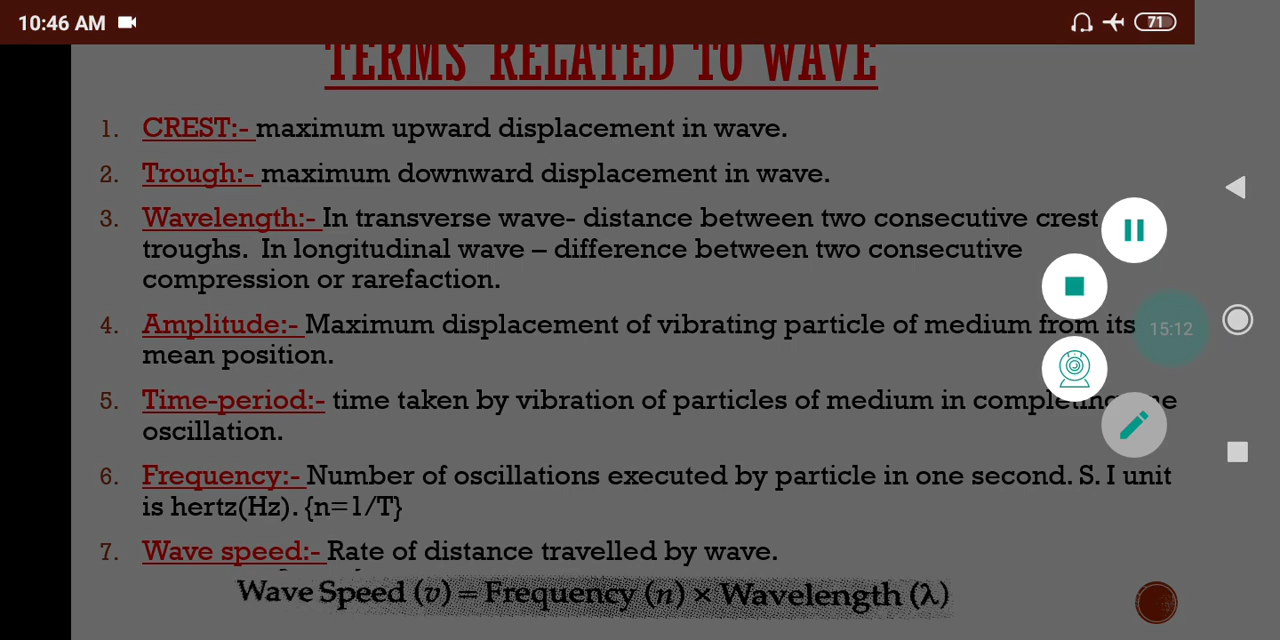 10:46 AM
71
TERMS RELATED TO WAVE
1. CREST:- maximum upward displacement in wave.
2. Trough:- maximum downward displacement in wave.
3. Wavelength:- In transverse wave- distance between two consecutive crest
troughs. In longitudinal wave – difference between two consecutive
compression or rarefaction.
4. Amplitude:- Maximum displacement of vibrating particle of medium from its
15:12
mean position.
5. Time-period:- time taken by vibration of particles of medium in completing
oscillation.
6. Frequency:- Number of oscillations executed by particle in one second. S. I unit
is hertz(Hz). {n=1/T}
7. Wave speed:- Rate of distance travelled by wave.
Wave Speed (v) = Frequency (n) × Wavelength (λ)